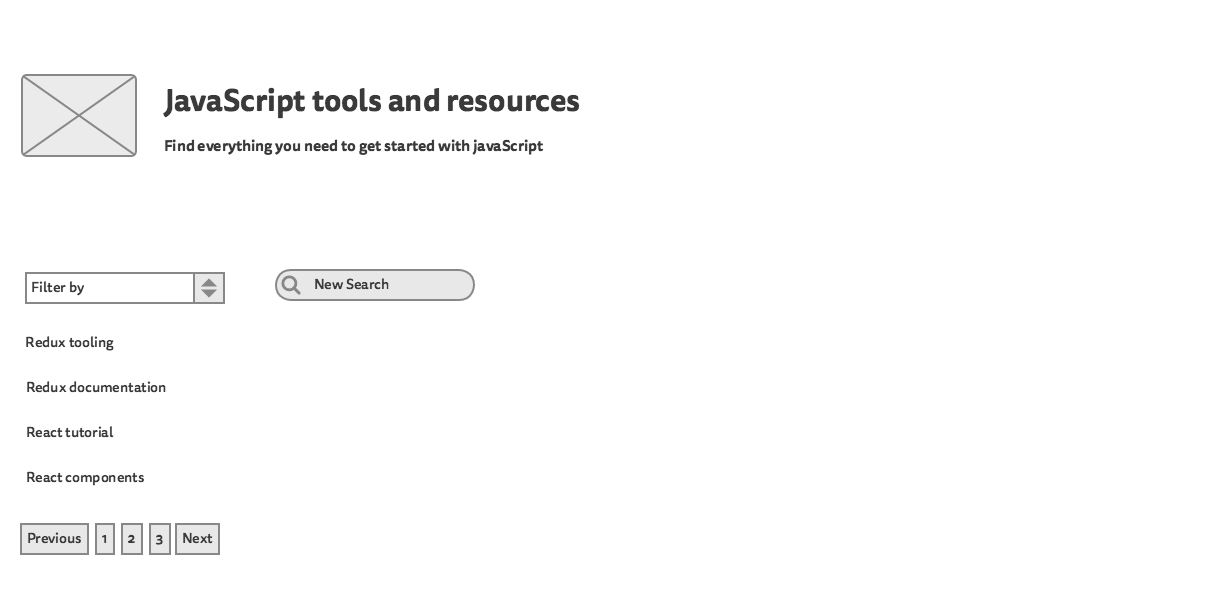 JavaScript tools and resources
Find everything you need to get started with javaScript
Filter by
New Search
Redux tooling
Redux documentation
React tutorial
React components
Previous 1 2 3 Next